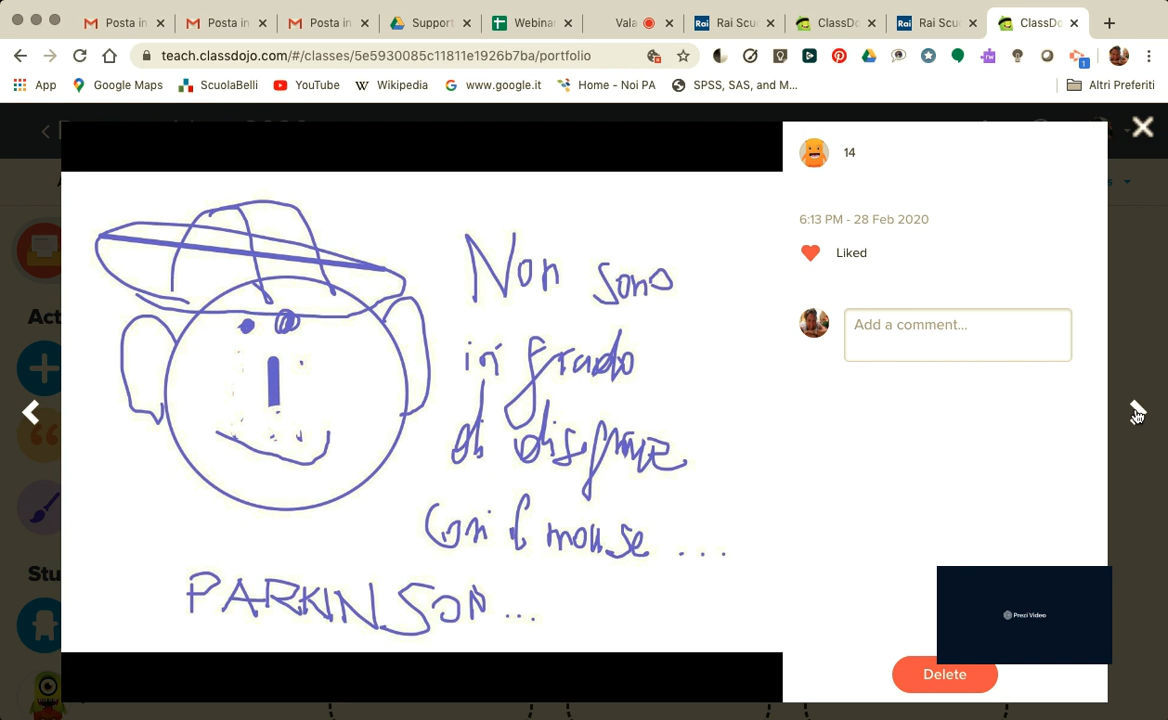 Posta in
Posta in
Posta in
Support
Webinar
Vala
Rai Scu
ClassDo
Rai Scu
ClassDo
teach.classdojo.com/#/classes/5e5930085c11811e1926b7ba/portfolio
App
Google Maps
ScuolaBelli
YouTube
Wikipedia
www.google.it
Home - Noi PA
SPSS, SAS, and M...
Altri Preferiti
14
6:13 PM - 28 Feb 2020
Liked
Add a comment...
Non sono
in grado
di
con il mouse ...
PARKINSON...
Act
Stu
Prezi Video
Delete